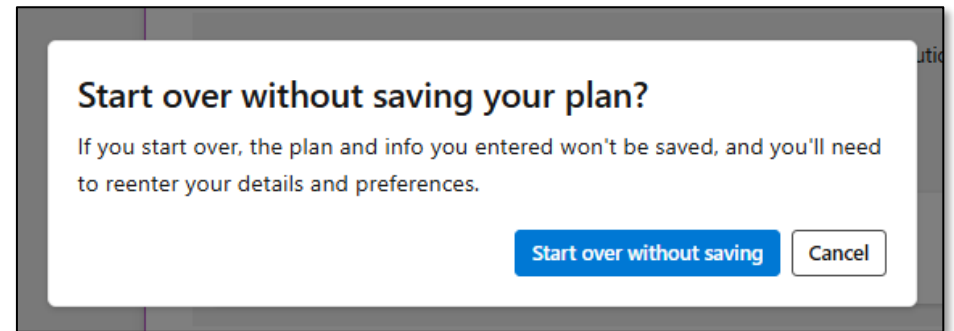 Start over without saving your plan?
If you start over, the plan and info you entered won't be saved, and you'll need
to reenter your details and preferences.
Start over without saving
Cancel